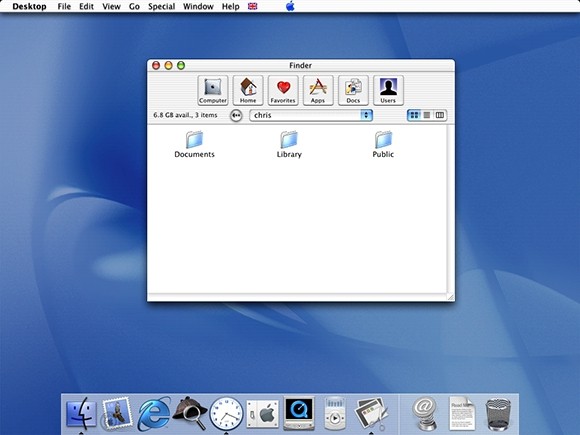 Desktop File Edit View Go Special Window Help
Finder
Computer Home Favorites Apps Docs Users
6.8 GB avail., 3 items chris
Documents Library Public